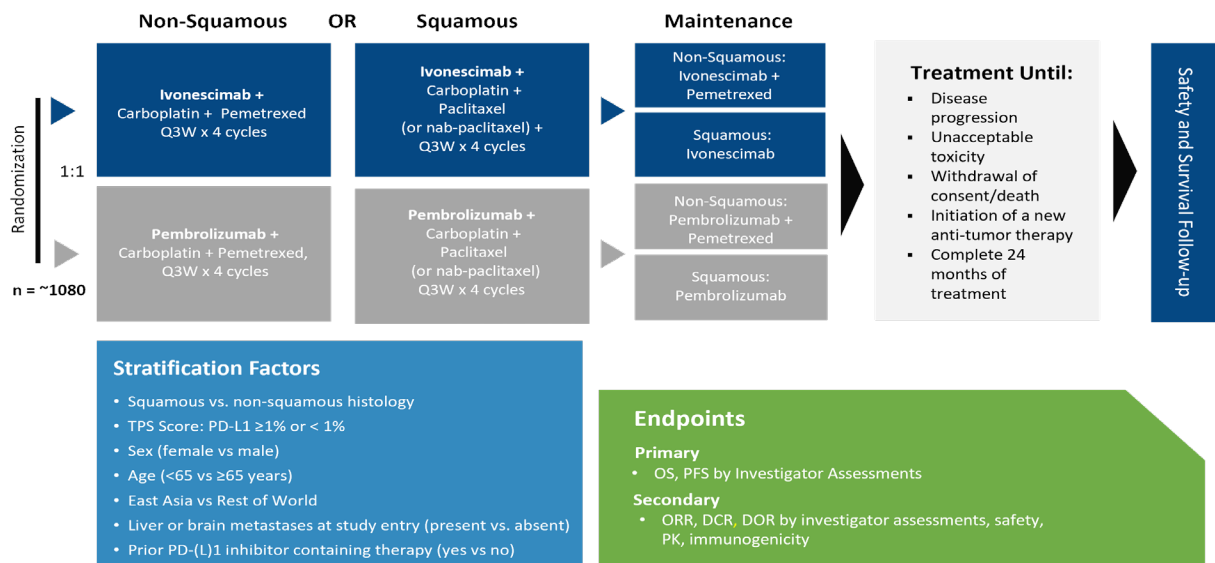 Non-Squamous OR Squamous
Maintenance
Randomization
1:1
n = ~1080
Ivonescimab +
Carboplatin + Pemetrexed
Q3W x 4 cycles
Ivonescimab +
Carboplatin +
Paclitaxel
(or nab-paclitaxel) +
Q3W x 4 cycles
Non-Squamous:
Ivonescimab +
Pemetrexed
Squamous:
Ivonescimab
Pembrolizumab +
Carboplatin + Pemetrexed,
Q3W x 4 cycles
Pembrolizumab +
Carboplatin +
Paclitaxel
(or nab-paclitaxel)
Q3W x 4 cycles
Non-Squamous:
Pembrolizumab +
Pemetrexed
Squamous:
Pembrolizumab
Treatment Until:
▪ Disease
progression
▪ Unacceptable
toxicity
▪ Withdrawal of
consent/death
▪ Initiation of a new
anti-tumor therapy
▪ Complete 24
months of
treatment
Safety and Survival Follow-up
Stratification Factors
• Squamous vs. non-squamous histology
• TPS Score: PD-L1 ≥1% or < 1%
• Sex (female vs male)
• Age (<65 vs ≥65 years)
• East Asia vs Rest of World
• Liver or brain metastases at study entry (present vs. absent)
• Prior PD-(L)1 inhibitor containing therapy (yes vs no)
Endpoints
Primary
• OS, PFS by Investigator Assessments
Secondary
• ORR, DCR, DOR by investigator assessments, safety,
PK, immunogenicity